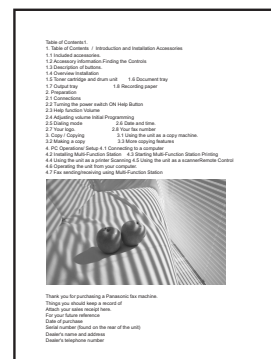 Table of Contents1.
1. Table of Contents / Introduction and Installation Accessories
1.1 Included accessories.
1.2 Accessory information.Finding the Controls
1.3 Description of buttons.
1.4 Overview Installation
1.5 Toner cartridge and drum unit 1.6 Document tray
1.7 Output tray 1.8 Recording paper
2. Preparation
2.1 Connections
2.2 Turning the power switch ON Help Button
2.3 Help function Volume
2.4 Adjusting volume Initial Programming
2.5 Dialing mode 2.6 Date and time.
2.7 Your logo. 2.8 Your fax number
3. Copy / Copying 3.1 Using the unit as a copy machine.
3.2 Making a copy 3.3 More copying features
4. PC Operations/ Setup 4.1 Connecting to a computer
4.2 Installing Multi-Function Station 4.3 Starting Multi-Function Station Printing.
4.4 Using the unit as a printer Scanning 4.5 Using the unit as a scannerRemote Control
4.6 Operating the unit from your computer.
4.7 Fax sending/receiving using Multi-Function Station
Thank you for purchasing a Panasonic fax machine.
Things you should keep a record of
Attach your sales receipt here.
For your future reference
Date of purchase
Serial number (found on the rear of the unit)
Dealer's name and address
Dealer's telephone number